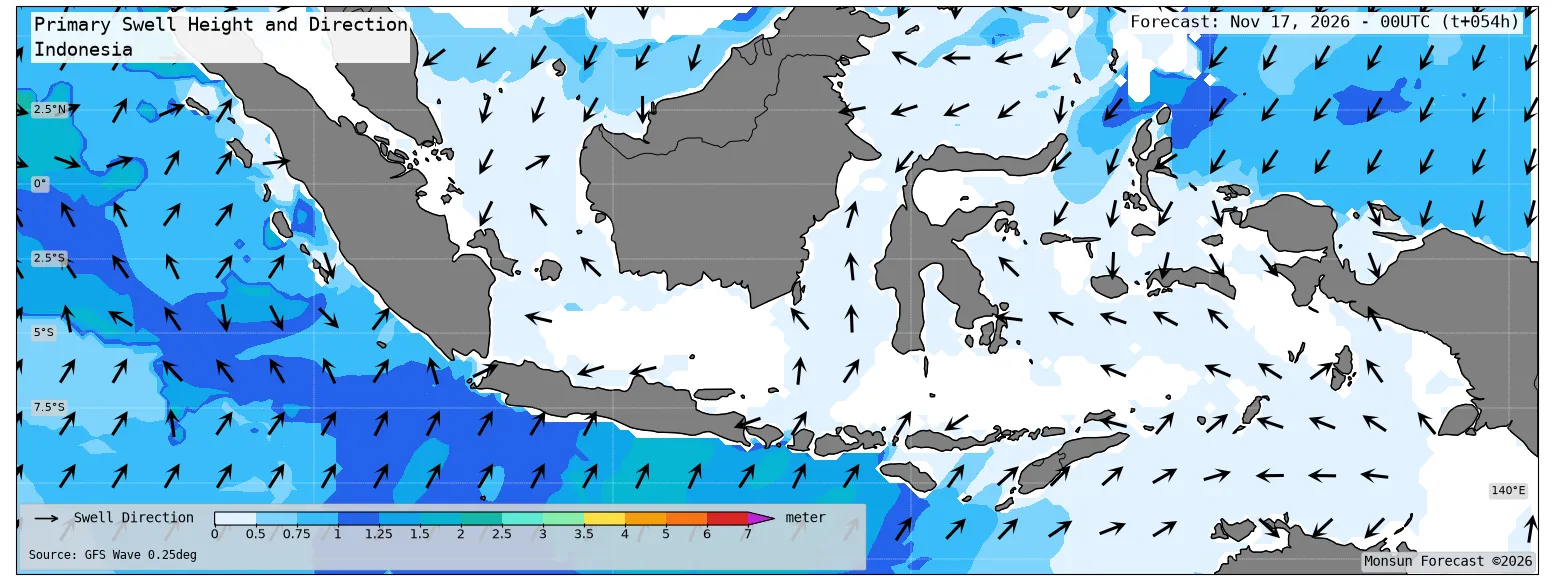 Primary Swell Height and Direction
Indonesia
Forecast: Nov 17, 2026 - 00UTC (t+054h)
2.5°N
0°
2.5°S
5°S
7.5°S
140°E
Swell Direction
0 0.5 0.75 1 1.25 1.5 2 2.5 3 3.5 4 5 6 7
meter
Source: GFS Wave 0.25deg
Monsun Forecast ©2026